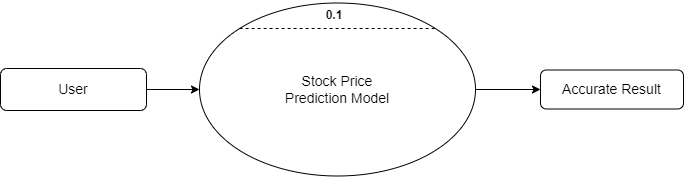 0.1
User
Stock Price
Prediction Model
Accurate Result